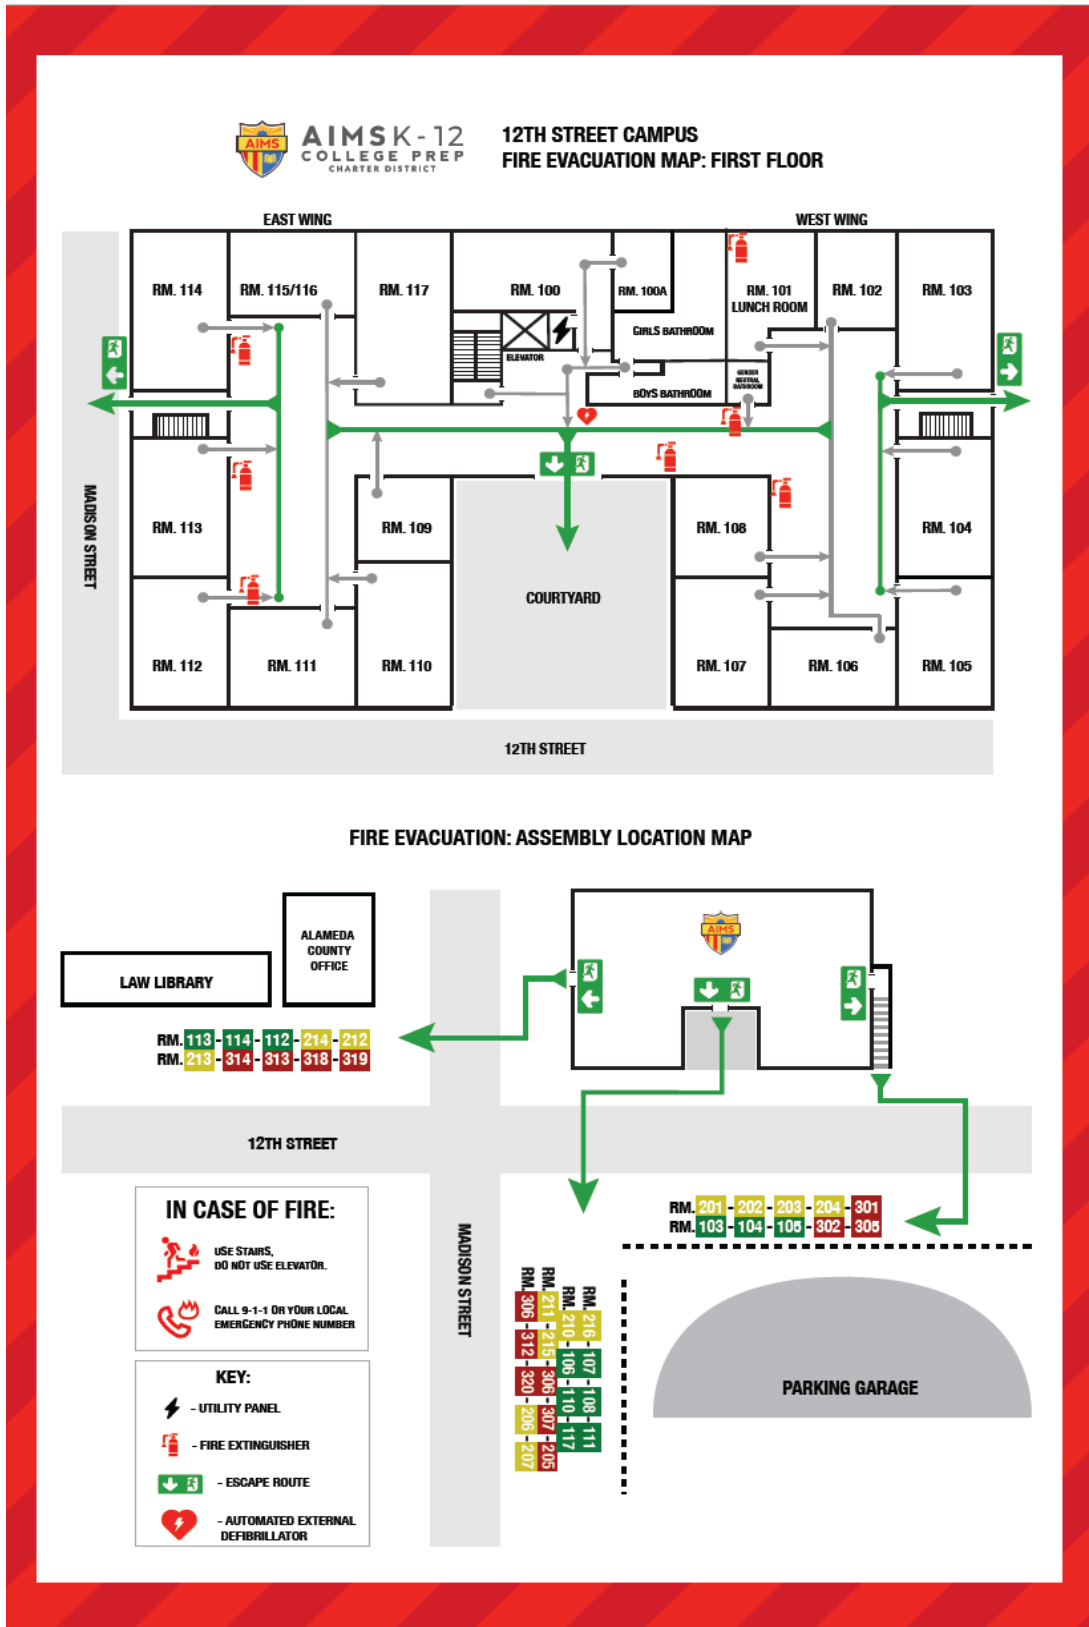 AIMS
AIMSK-12
COLLEGE PREP
CHARTER DISTRICT
12TH STREET CAMPUS
FIRE EVACUATION MAP: FIRST FLOOR
EAST WING
WEST WING
RM. 114
RM. 115/116
RM. 117
RM. 100
RM. 100A
RM. 101
LUNCH ROOM
RM. 102
RM. 103
GIRLS BATHROOM
ELEVATOR
BOYS BATHROOM
GENDER
NEUTRAL
BATHROOM
MADISON STREET
RM. 113
RM. 109
RM. 108
RM. 104
COURTYARD
RM. 112
RM. 111
RM. 110
RM. 107
RM. 106
RM. 105
12TH STREET
FIRE EVACUATION: ASSEMBLY LOCATION MAP
LAW LIBRARY
ALAMEDA
COUNTY
OFFICE
AIMS
RM. 113 - 114 - 112 - 214 - 212
RM. 213 - 314 - 313 - 318 - 319
12TH STREET
RM. 201 - 202 - 203 - 204 - 301
RM. 103 - 104 - 105 - 302 - 305
MADISON STREET
RM. 216 - 107 - 108 - 111
RM. 210 - 106 - 110 - 117
RM. 211 - 215 - 306 - 307 - 205
RM. 306 - 312 - 320 - 206 - 207
PARKING GARAGE
IN CASE OF FIRE:
USE STAIRS,
DO NOT USE ELEVATOR.
CALL 9-1-1 OR YOUR LOCAL
EMERGENCY PHONE NUMBER
KEY:
- UTILITY PANEL
- FIRE EXTINGUISHER
- ESCAPE ROUTE
- AUTOMATED EXTERNAL
DEFIBRILLATOR